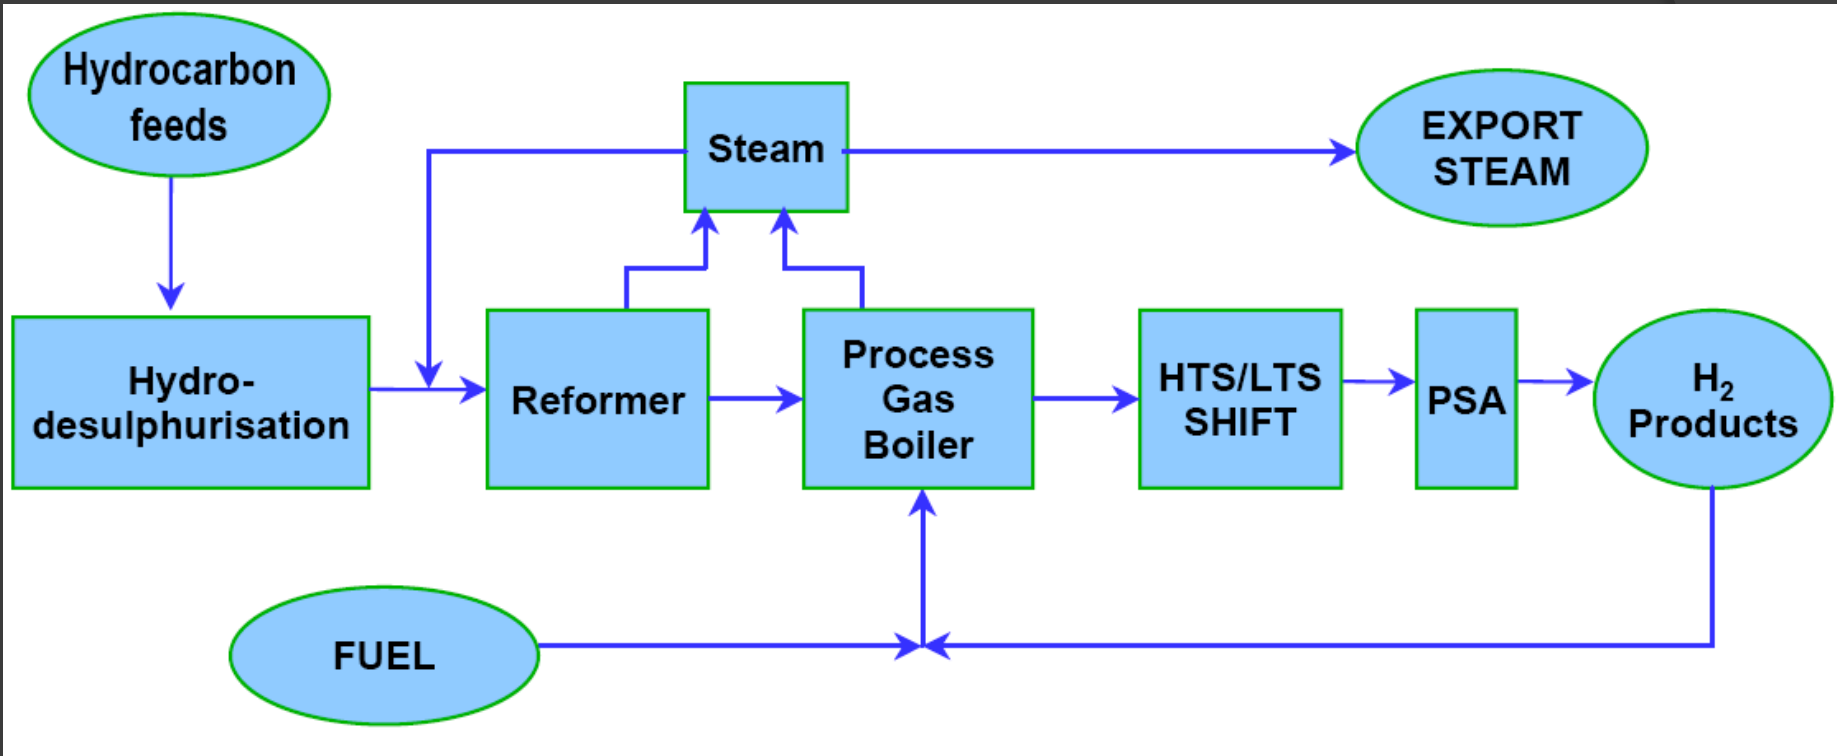 Hydrocarbon
feeds
Steam
EXPORT
STEAM
Hydro-
desulphurisation
Reformer
Process
Gas
Boiler
HTS/LTS
SHIFT
PSA
H₂
Products
FUEL